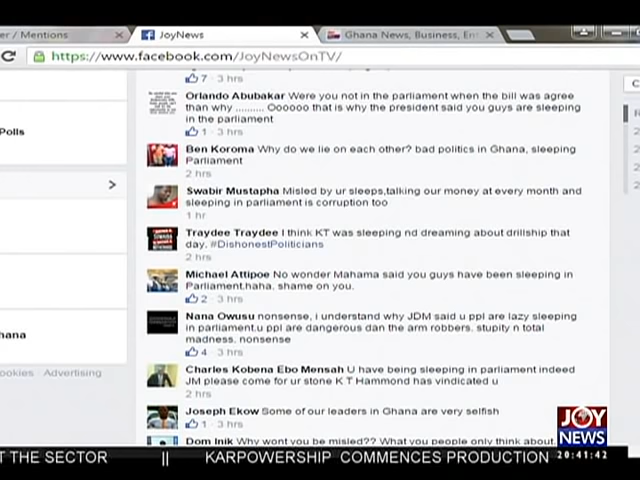 er / Mentions
JoyNews
Ghana News, Business, Ent
https://www.facebook.com/JoyNewsOnTV/
7 · 3 hrs
Orlando Abubakar Were you not in the parliament when the bill was agree
than why .......... Oooooo that is why the president said you guys are sleeping
in the parliament
1 · 3 hrs
Polls
Ben Koroma Why do we lie on each other? bad politics in Ghana, sleeping
Parliament
2 hrs
Swabir Mustapha Misled by ur sleeps,talking our money at every month and
sleeping in parliament is corruption too
1 hr
Traydee Traydee I think KT was sleeping nd dreaming about drillship that
day. #DishonestPoliticians
2 hrs
Michael Attipoe No wonder Mahama said you guys have been sleeping in
Parliament.haha. shame on you.
2 · 3 hrs
Nana Owusu nonsense, i understand why JDM said u ppl are lazy sleeping
in parliament.u ppl are dangerous dan the arm robbers. stupity n total
madness. nonsense
4 · 3 hrs
hana
ookies Advertising
Charles Kobena Ebo Mensah U have being sleeping in parliament indeed
JM please come for ur stone K T Hammond has vindicated u
2 hrs
Joseph Ekow Some of our leaders in Ghana are very selfish
1 · 3 hrs
Dom Inik Why wont you be misled?? What you people only think about.
JOY
NEWS
20:41:42
T THE SECTOR || KARPOWERSHIP COMMENCES PRODUCTION